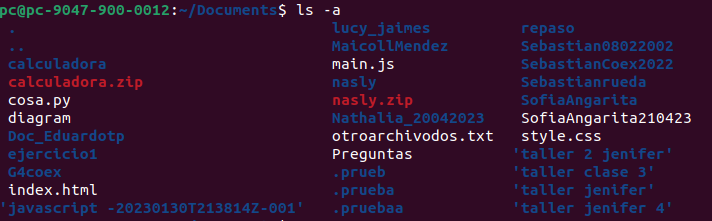 pc@pc-9047-900-0012:~/Documents$ ls -a
. lucy_jaimes repaso
.. MaicollMendez Sebastian08022002
calculadora main.js SebastianCoex2022
calculadora.zip nasly Sebastianrueda
cosa.py nasly.zip SofiaAngarita
diagram Nathalia_20042023 SofiaAngarita210423
Doc_Eduardotp otroarchivodos.txt style.css
ejercicio1 Preguntas 'taller 2 jenifer'
G4coex .prueb 'taller clase 3'
index.html .prueba 'taller jenifer'
'javascript -20230130T213814Z-001' .pruebaa 'taller jenifer 4'